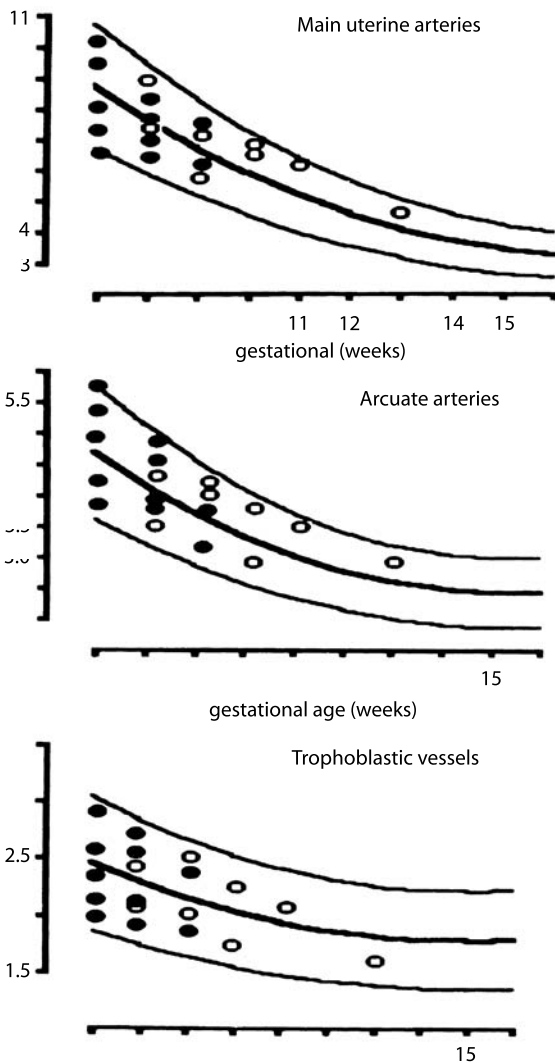 11
Main uterine arteries
4
3
11 12 14 15
gestational (weeks)
5.5
Arcuate arteries
15
gestational age (weeks)
Trophoblastic vessels
2.5
1.5
15